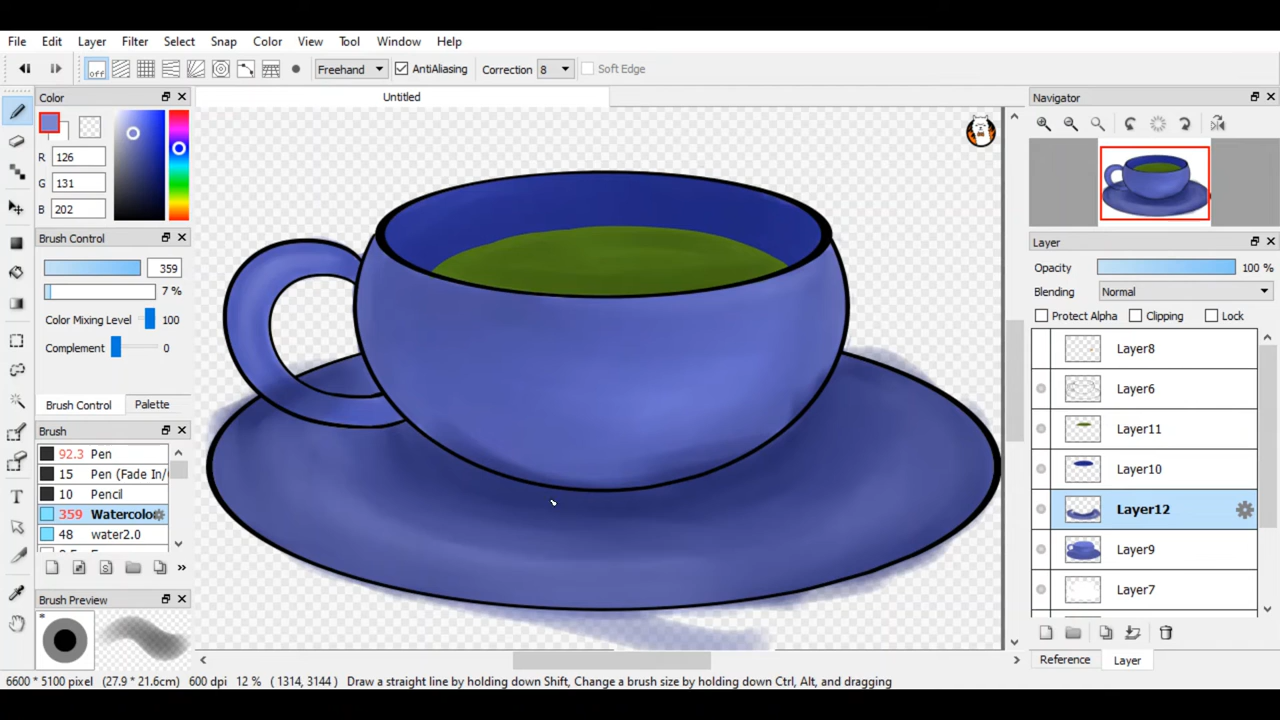 File Edit Layer Filter Select Snap Color View Tool Window Help
off Freehand AntiAliasing Correction 8 Soft Edge
Color Untitled Navigator
R 126
G 131
B 202
Brush Control
359
7 %
Color Mixing Level 100
Complement 0
Brush Control Palette
Brush
92.3 Pen
15 Pen (Fade In/
10 Pencil
359 Watercolo
48 water2.0
Brush Preview
Layer
Opacity 100 %
Blending Normal
Protect Alpha Clipping Lock
Layer8
Layer6
Layer11
Layer10
Layer12
Layer9
Layer7
Reference Layer
6600 * 5100 pixel (27.9 * 21.6cm) 600 dpi 12 % ( 1314, 3144 ) Draw a straight line by holding down Shift, Change a brush size by holding down Ctrl, Alt, and dragging